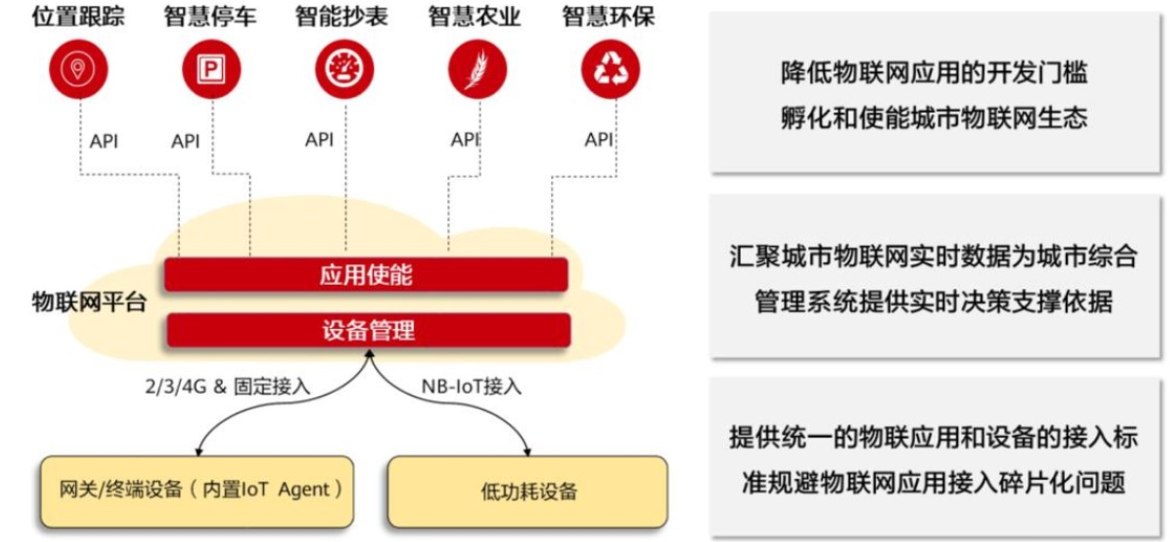 位置跟踪 智慧停车 智能抄表 智慧农业 智慧环保
P
API API API API API
应用使能
物联网平台
设备管理
2/3/4G & 固定接入 NB-IoT接入
网关/终端设备（内置IoT Agent） 低功耗设备
降低物联网应用的开发门槛
孵化和使能城市物联网生态
汇聚城市物联网实时数据为城市综合
管理系统提供实时决策支撑依据
提供统一的物联应用和设备的接入标
准规避物联网应用接入碎片化问题